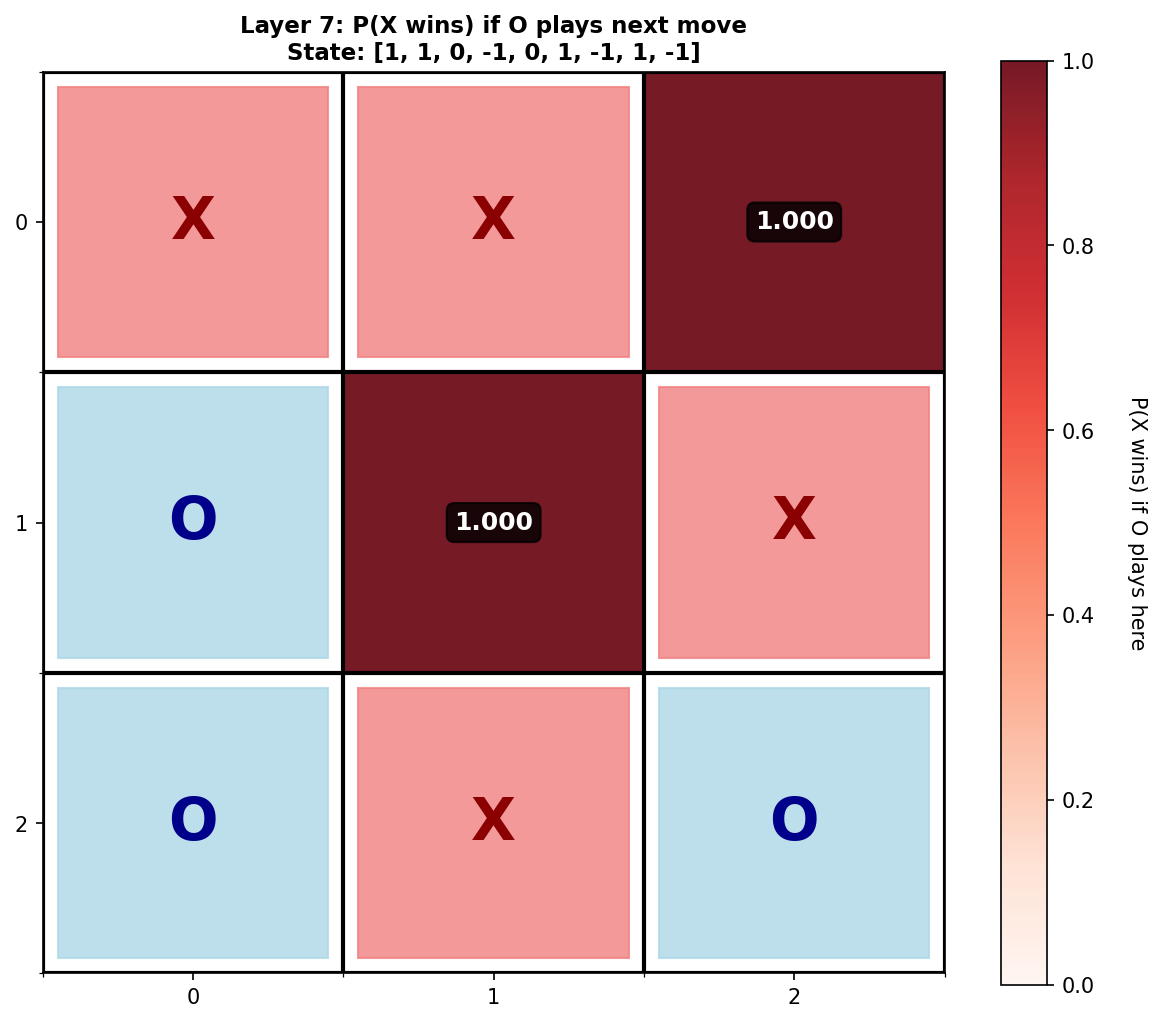 Layer 7: P(X wins) if O plays next move
State: [1, 1, 0, -1, 0, 1, -1, 1, -1]
0
X
X
1.000
1
O
1.000
X
2
O
X
O
0
1
2
1.0
0.8
0.6
0.4
0.2
0.0
P(X wins) if O plays here